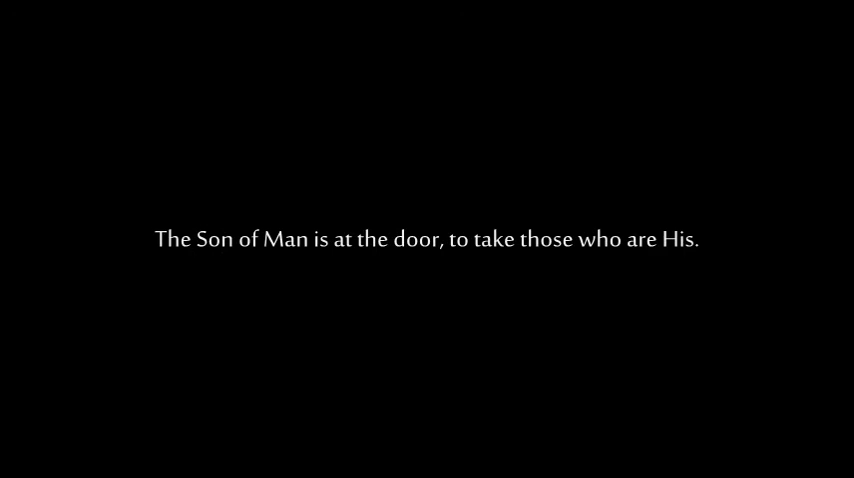 The Son of Man is at the door, to take those who are His.